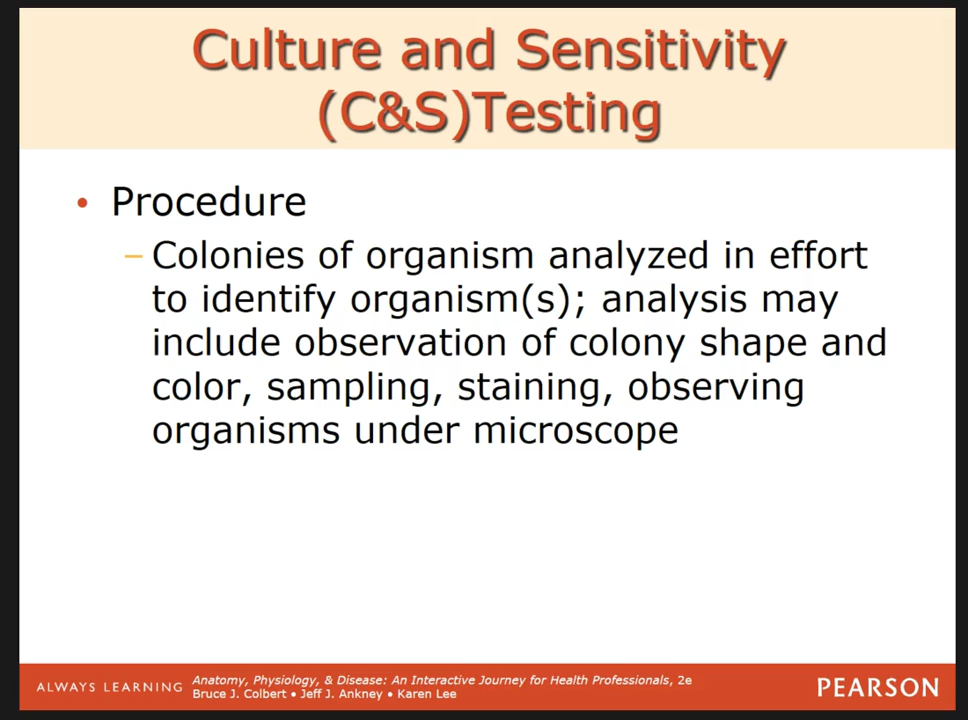 Culture and Sensitivity
(C&S)Testing
• Procedure
– Colonies of organism analyzed in effort
to identify organism(s); analysis may
include observation of colony shape and
color, sampling, staining, observing
organisms under microscope
ALWAYS LEARNING
Anatomy, Physiology, & Disease: An Interactive Journey for Health Professionals, 2e
Bruce J. Colbert • Jeff J. Ankney • Karen Lee
PEARSON